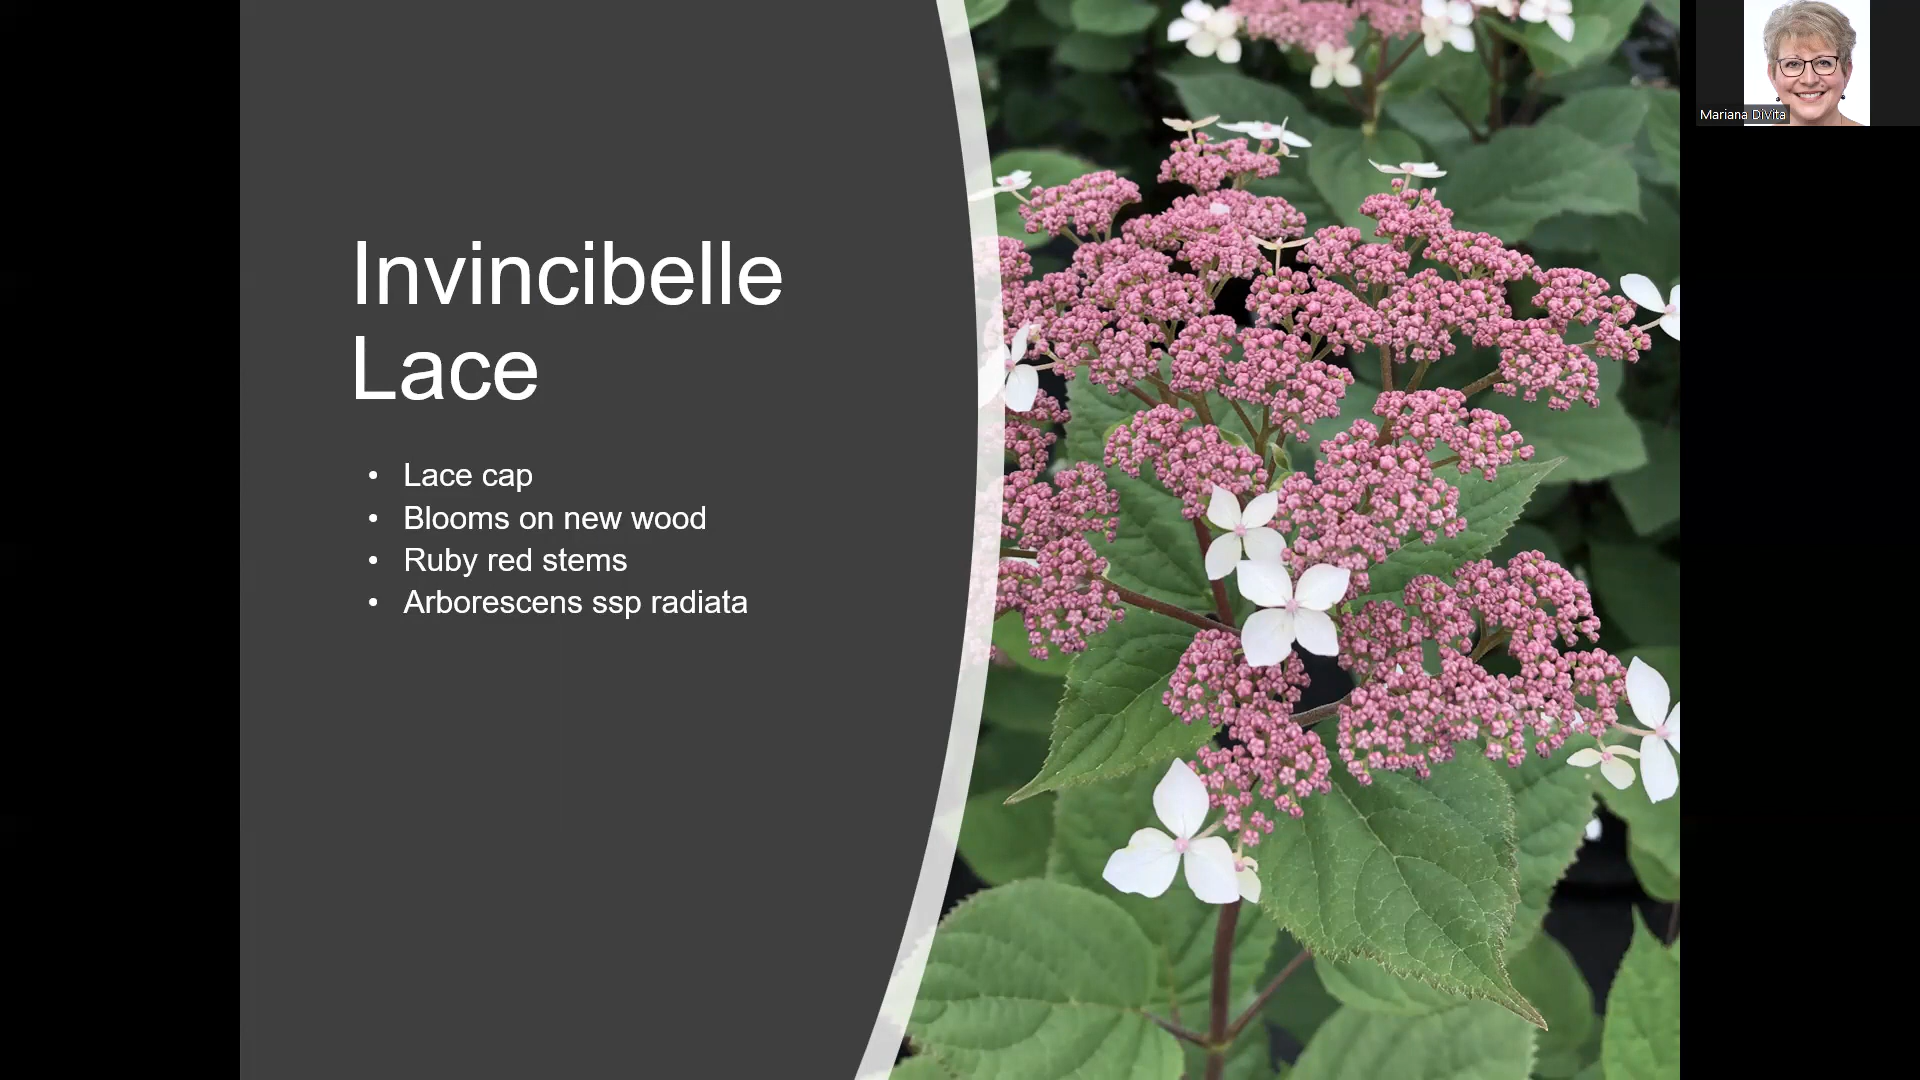 Invincibelle
Lace
• Lace cap
• Blooms on new wood
• Ruby red stems
• Arborescens ssp radiata
Mariana DiVita